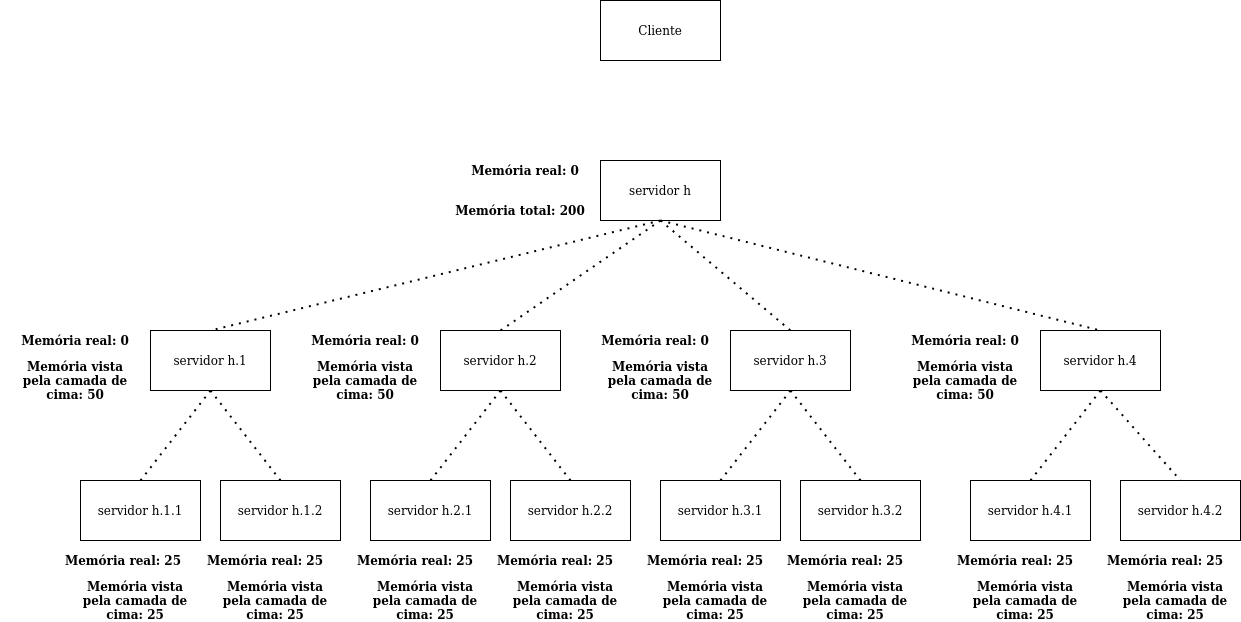 Cliente
Memória real: 0
servidor h
Memória total: 200
Memória real: 0
Memória vista
pela camada de
cima: 50
servidor h.1
Memória real: 0
Memória vista
pela camada de
cima: 50
servidor h.2
Memória real: 0
Memória vista
pela camada de
cima: 50
servidor h.3
Memória real: 0
Memória vista
pela camada de
cima: 50
servidor h.4
servidor h.1.1
Memória real: 25
Memória vista
pela camada de
cima: 25
servidor h.1.2
Memória real: 25
Memória vista
pela camada de
cima: 25
servidor h.2.1
Memória real: 25
Memória vista
pela camada de
cima: 25
servidor h.2.2
Memória real: 25
Memória vista
pela camada de
cima: 25
servidor h.3.1
Memória real: 25
Memória vista
pela camada de
cima: 25
servidor h.3.2
Memória real: 25
Memória vista
pela camada de
cima: 25
servidor h.4.1
Memória real: 25
Memória vista
pela camada de
cima: 25
servidor h.4.2
Memória real: 25
Memória vista
pela camada de
cima: 25